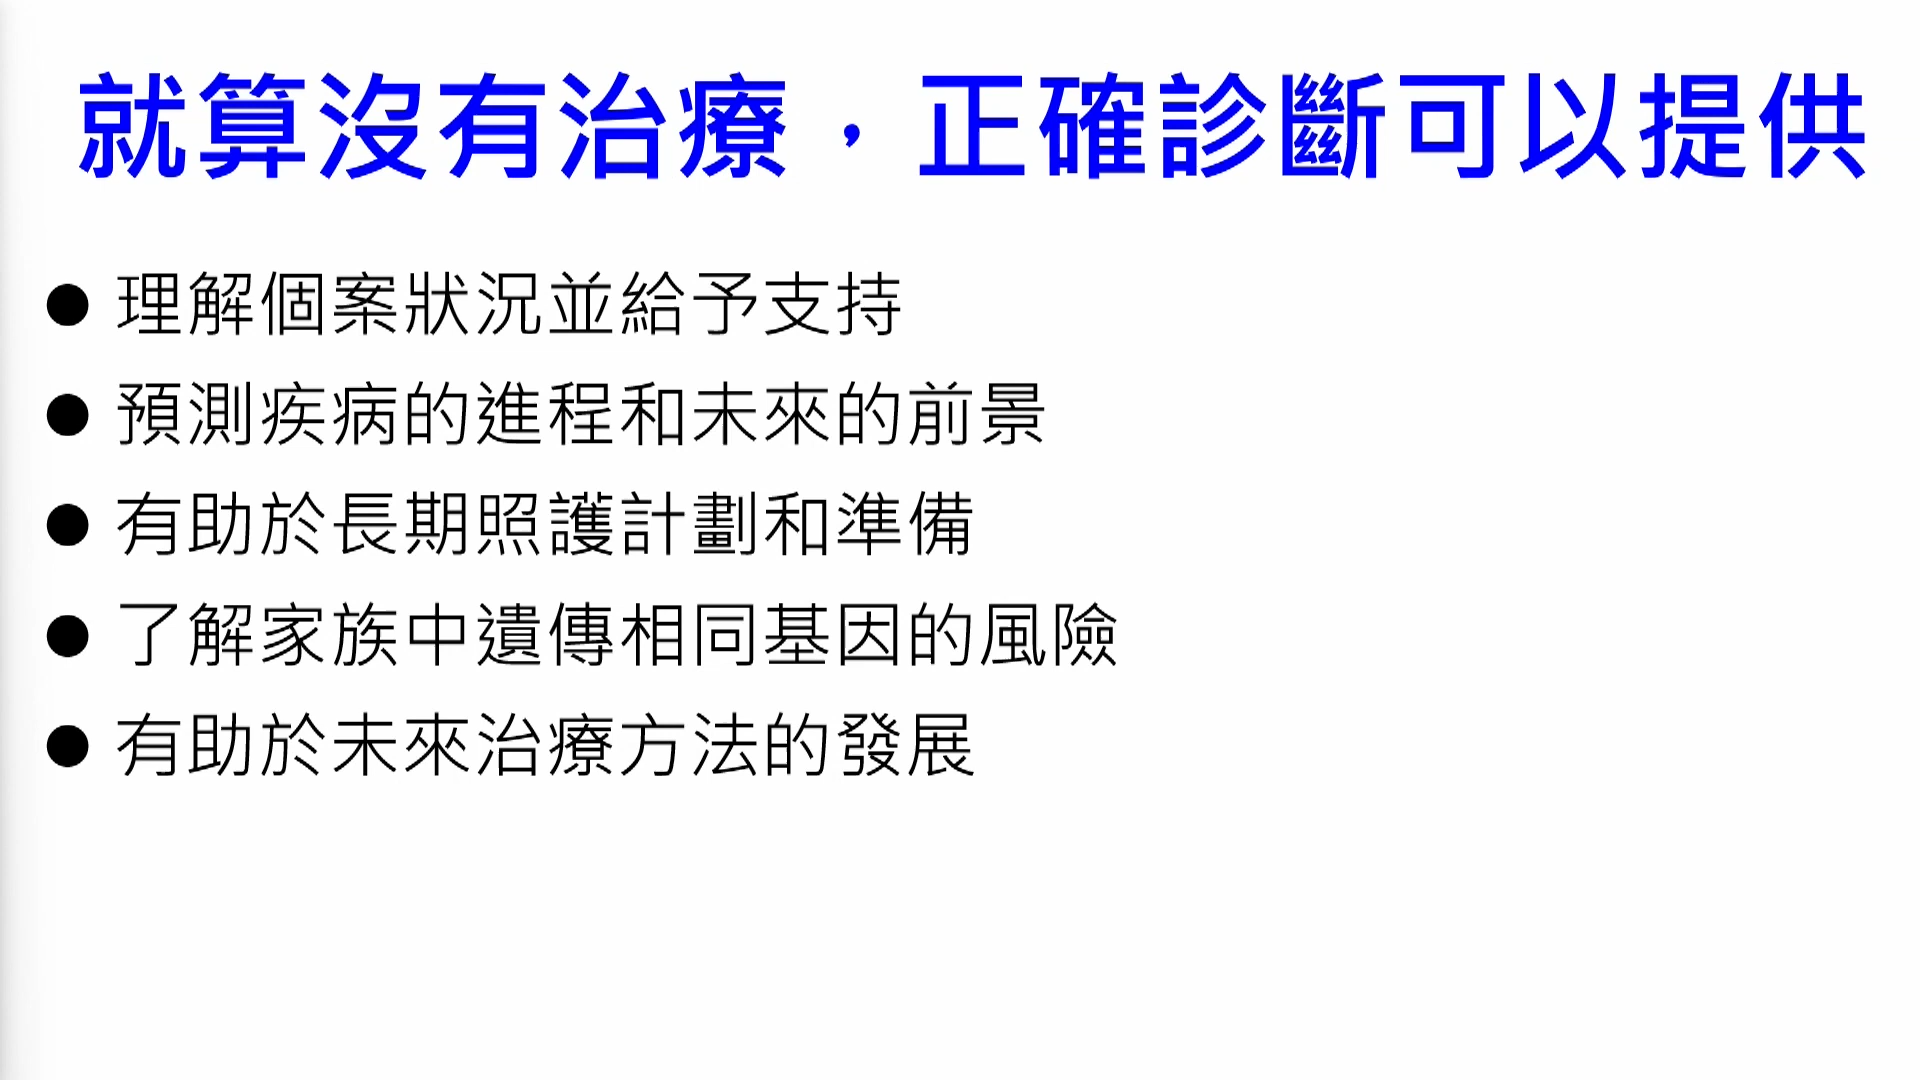 就算沒有治療，正確診斷可以提供
● 理解個案狀況並給予支持
● 預測疾病的進程和未來的前景
● 有助於長期照護計劃和準備
● 了解家族中遺傳相同基因的風險
● 有助於未來治療方法的發展